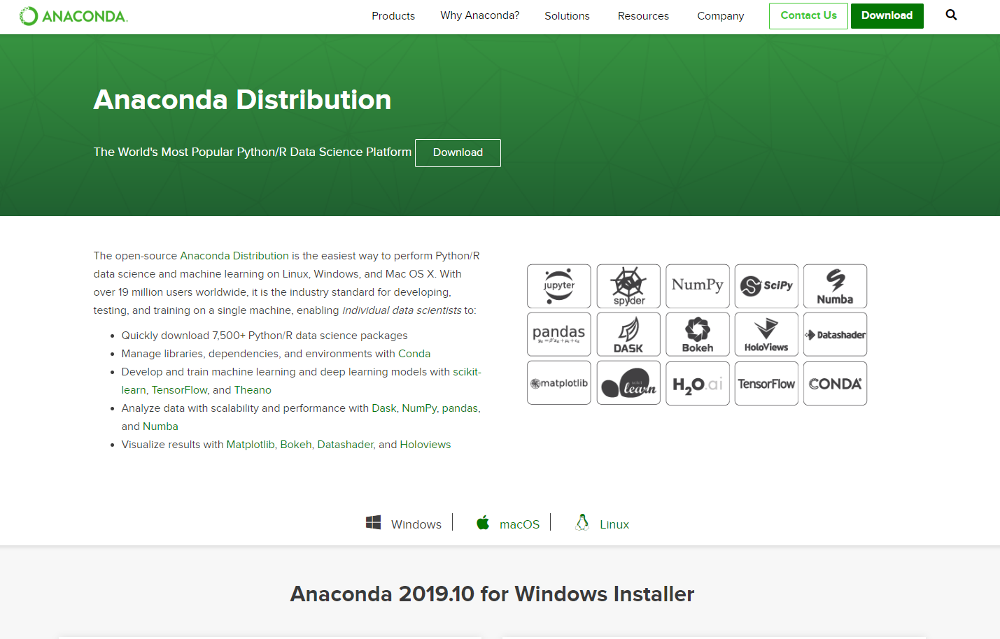 ANACONDA.
Products
Why Anaconda?
Solutions
Resources
Company
Contact Us
Download
Anaconda Distribution
The World's Most Popular Python/R Data Science Platform
Download
The open-source Anaconda Distribution is the easiest way to perform Python/R
data science and machine learning on Linux, Windows, and Mac OS X. With
over 19 million users worldwide, it is the industry standard for developing,
testing, and training on a single machine, enabling individual data scientists to:
• Quickly download 7,500+ Python/R data science packages
• Manage libraries, dependencies, and environments with Conda
• Develop and train machine learning and deep learning models with scikit-
learn, TensorFlow, and Theano
• Analyze data with scalability and performance with Dask, NumPy, pandas,
and Numba
• Visualize results with Matplotlib, Bokeh, Datashader, and Holoviews
jupyter
spyder
NumPy
SciPy
Numba
pandas
DASK
Bokeh
HoloViews
Datashader
matplotlib
scikit
learn
H2O.ai
TensorFlow
CONDA
Windows
macOS
Linux
Anaconda 2019.10 for Windows Installer